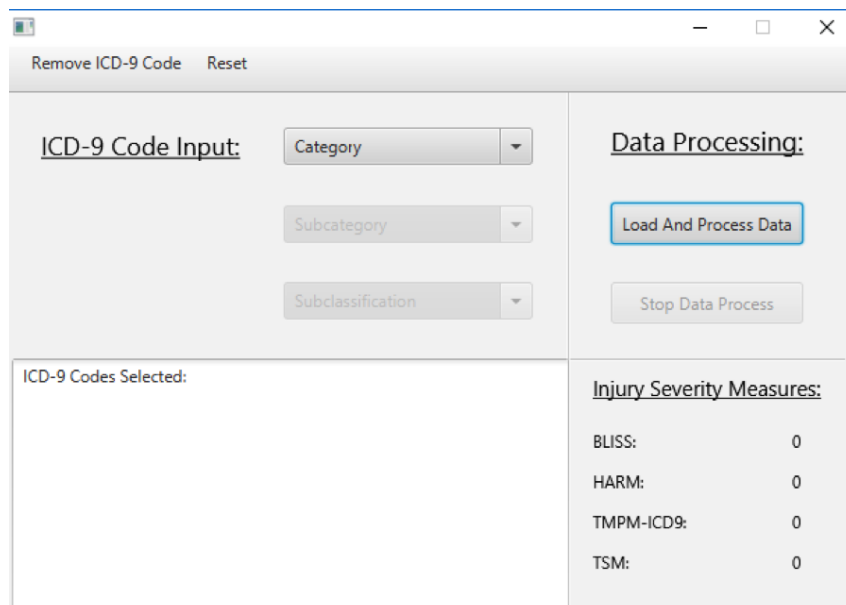 Remove ICD-9 Code Reset
ICD-9 Code Input:
Category
Subcategory
Subclassification
Data Processing:
Load And Process Data
Stop Data Process
ICD-9 Codes Selected:
Injury Severity Measures:
BLISS: 0
HARM: 0
TMPM-ICD9: 0
TSM: 0